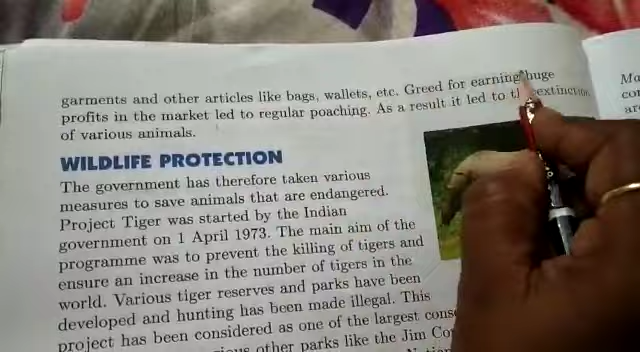 garments and other articles like bags, wallets, etc. Greed for earning huge
profits in the market led to regular poaching. As a result it led to the extinction
of various animals.
WILDLIFE PROTECTION
The government has therefore taken various
measures to save animals that are endangered.
Project Tiger was started by the Indian
government on 1 April 1973. The main aim of the
programme was to prevent the killing of tigers and
ensure an increase in the number of tigers in the
world. Various tiger reserves and parks have been
developed and hunting has been made illegal. This
project has been considered as one of the largest
other parks like the Jim